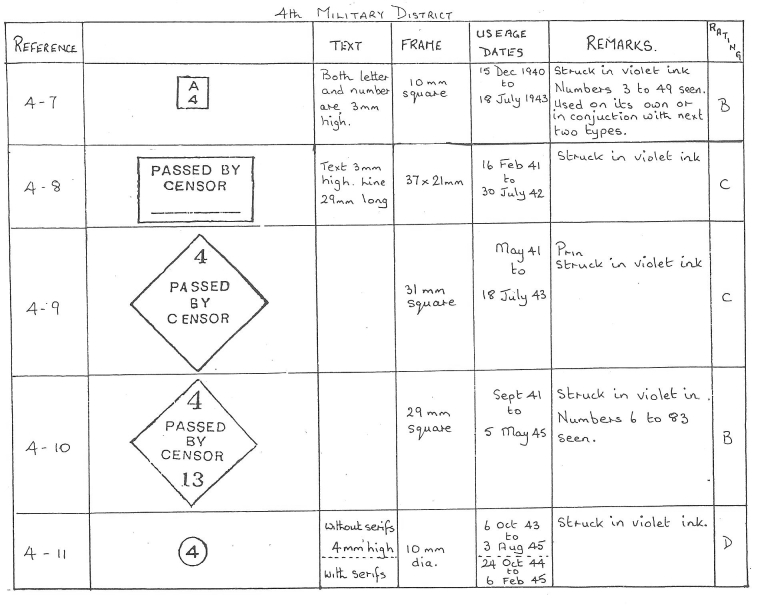 4th MILITARY DISTRICT
REFERENCE
TEXT
FRAME
USEAGE
DATES
REMARKS.
RATING
4-7
A
4
Both letter
and number
are 3mm
high.
10 mm
square
15 Dec 1940
to
18 July 1943
Struck in violet ink
Numbers 3 to 49 seen.
Used on its own or
in conjuction with next
two types.
B
4-8
PASSED BY
CENSOR
Text 3mm
high. Line
29mm long
37 x 21mm
16 Feb 41
to
30 July 42
Struck in violet ink
C
4-9
4
PASSED
BY
CENSOR
31 mm
square
May 41
to
18 July 43
Prin
Struck in violet ink
C
4-10
4
PASSED
BY
CENSOR
13
29 mm
square
Sept 41
to
5 May 45
Struck in violet in.
Numbers 6 to 83
seen.
B
4-11
4
without serifs
4mm high
with serifs
10 mm
dia.
6 Oct 43
to
3 Aug 45
24 Oct 44
to
6 Feb 45
Struck in violet ink.
D